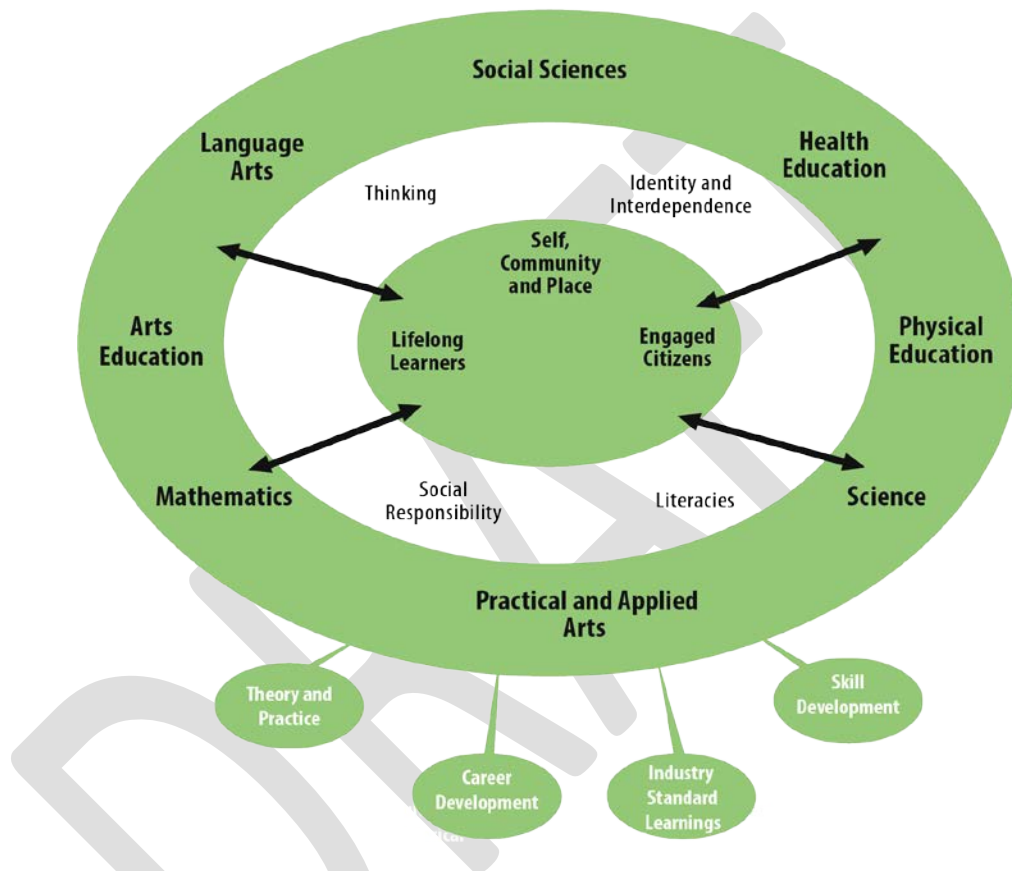 Social Sciences
Language
Arts
Health
Education
Thinking
Identity and
Interdependence
Self,
Community
and Place
Arts
Education
Lifelong
Learners
Engaged
Citizens
Physical
Education
Mathematics
Social
Responsibility
Literacies
Science
Practical and Applied
Arts
Theory and
Practice
Skill
Development
Career
Development
Industry
Standard
Learnings
DRAFT